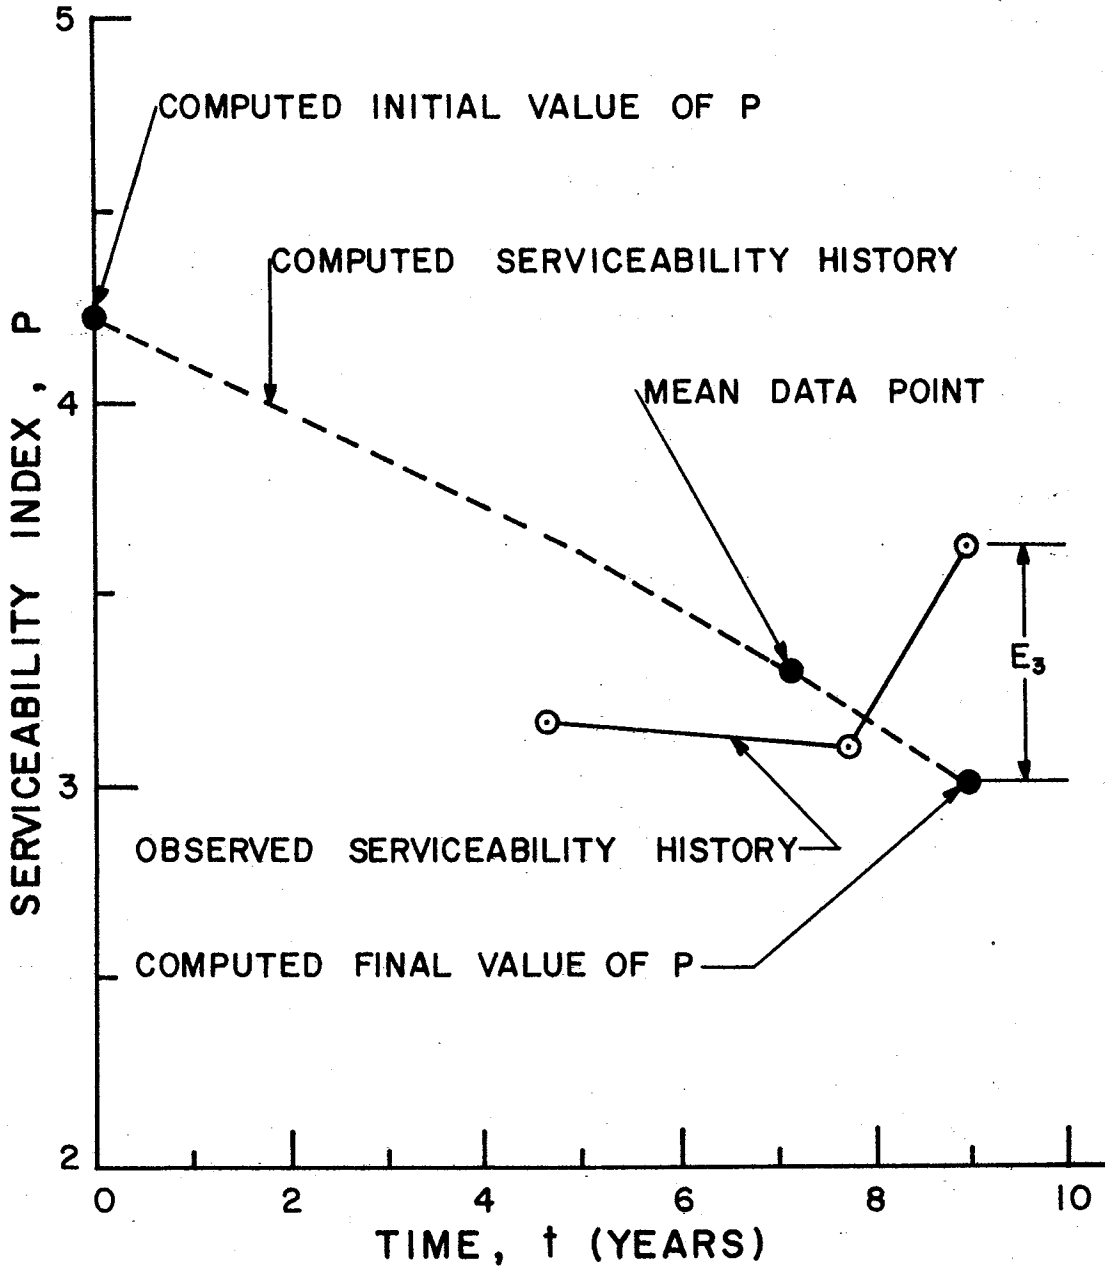 5
COMPUTED INITIAL VALUE OF P
COMPUTED SERVICEABILITY HISTORY
4
MEAN DATA POINT
SERVICEABILITY INDEX, P
E3
3
OBSERVED SERVICEABILITY HISTORY
COMPUTED FINAL VALUE OF P
2
0 2 4 6 8 10
TIME, t (YEARS)